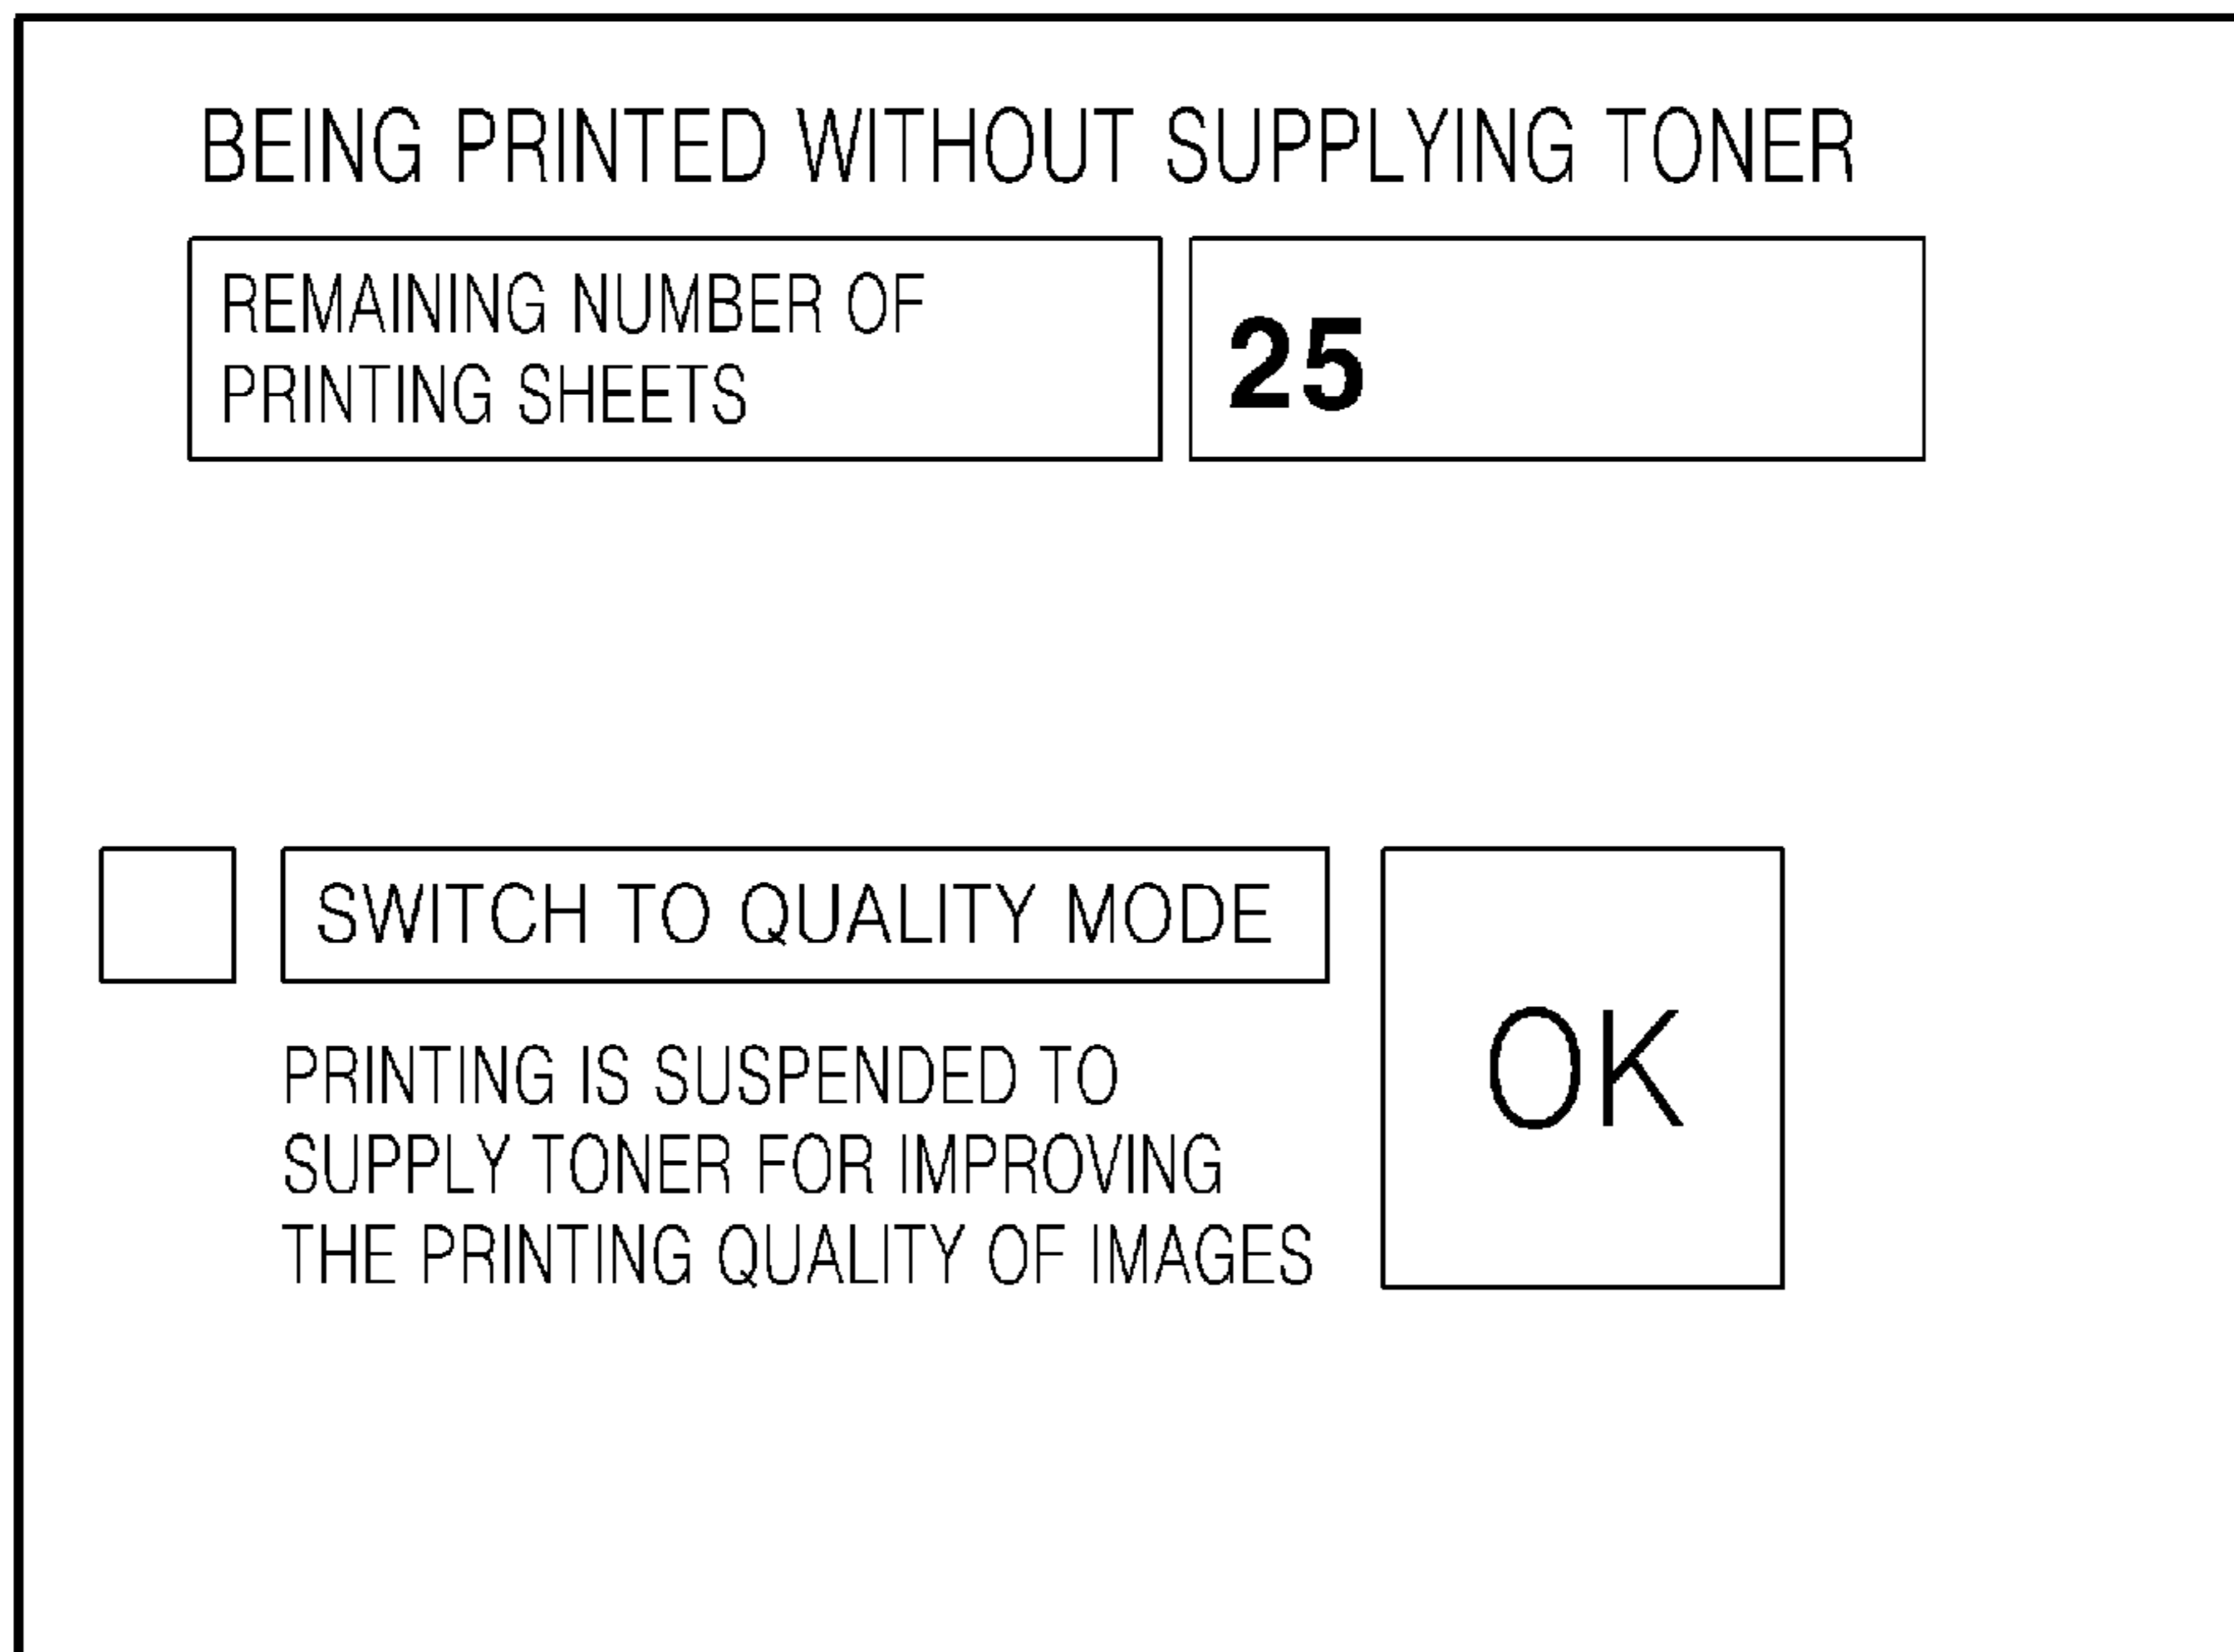 BEING PRINTED WITHOUT SUPPLYING TONER
REMAINING NUMBER OF
PRINTING SHEETS
25
SWITCH TO QUALITY MODE
OK
PRINTING IS SUSPENDED TO
SUPPLY TONER FOR IMPROVING
THE PRINTING QUALITY OF IMAGES